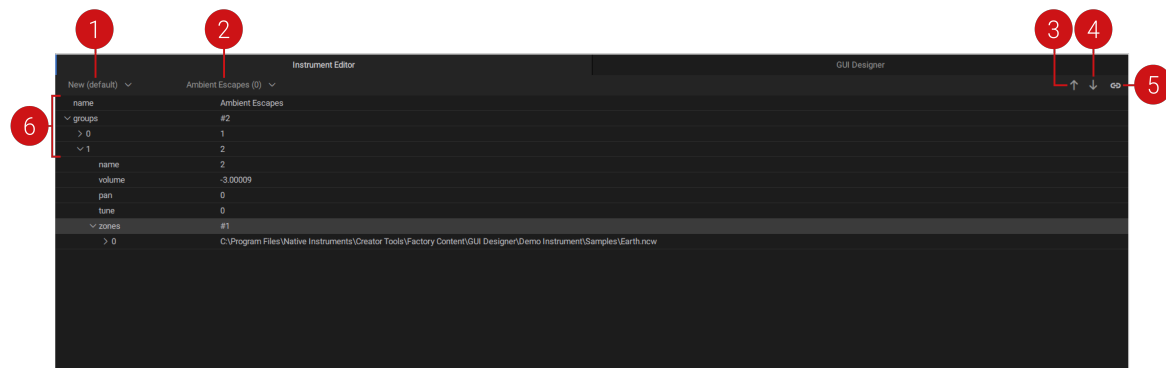 1 2 3 4
Instrument Editor GUI Designer
New (default) Ambient Escapes (0) 5
name Ambient Escapes
groups #2
6
0 1
1 2
name 2
volume -3.00009
pan 0
tune 0
zones #1
0 C:\Program Files\Native Instruments\Creator Tools\Factory Content\GUI Designer\Demo Instrument\Samples\Earth.ncw